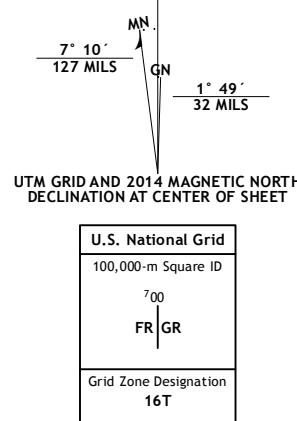 MN
7° 10´
127 MILS
GN
1° 49´
32 MILS
UTM GRID AND 2014 MAGNETIC NORTH
DECLINATION AT CENTER OF SHEET
U.S. National Grid
100,000-m Square ID
700
FR GR
Grid Zone Designation
16T